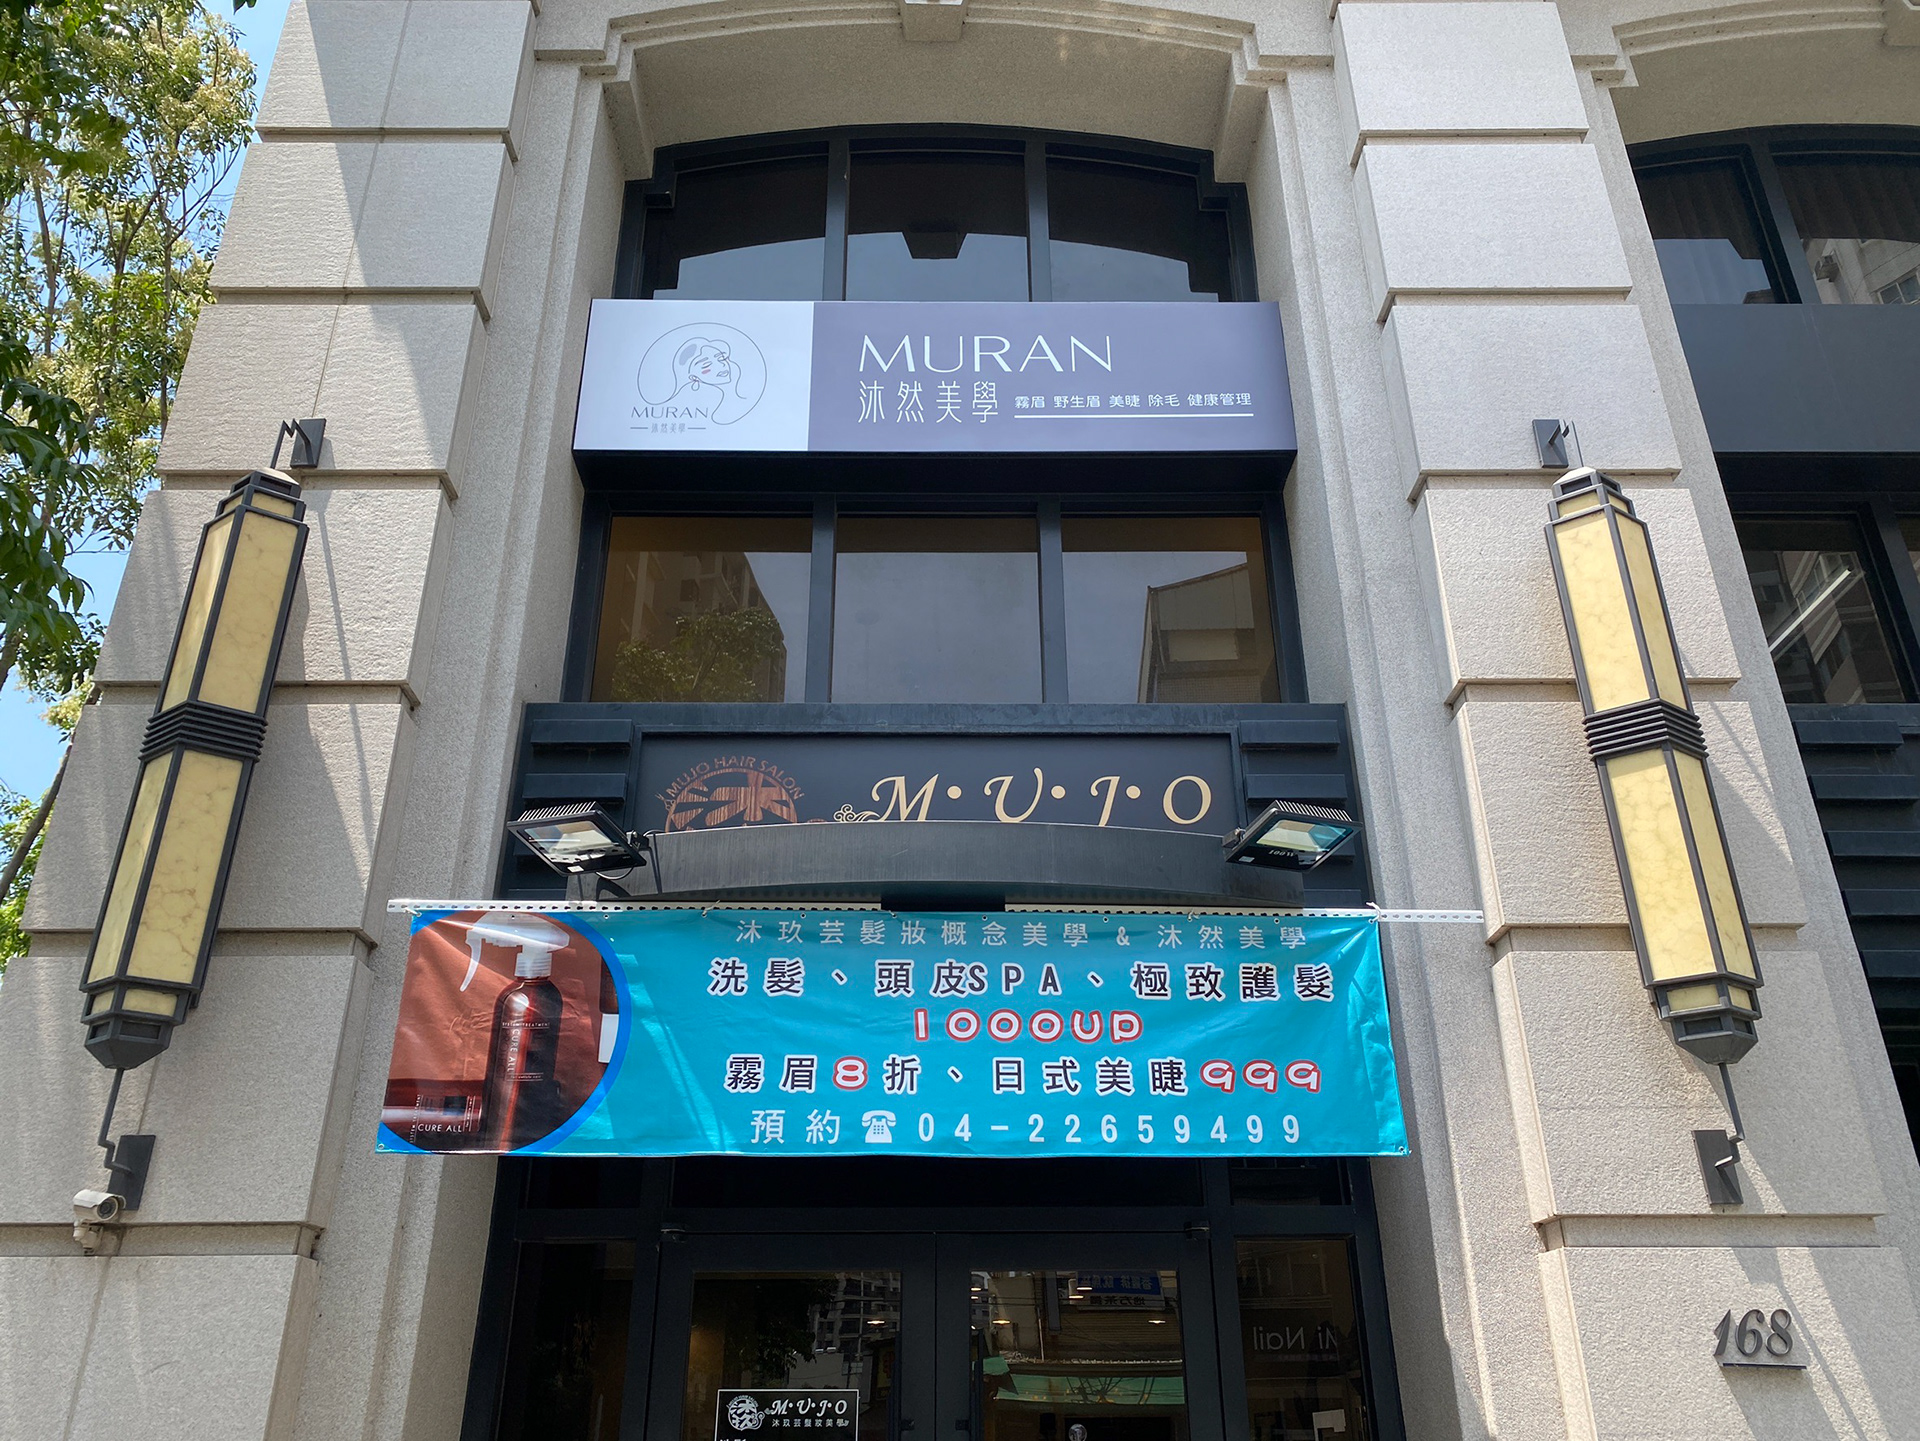 MURAN
沐然美學
MURAN
沐然美學 霧眉 野生眉 美睫 除毛 健康管理
MUJO HAIR SALON
M·U·J·O
沐玖芸髮妝概念美學 & 沐然美學
洗髮、頭皮SPA、極致護髮
1000up
霧眉8折、日式美睫999
預約☎04-22659499
CURE ALL
CURE ALL
168
Mi Nail
M·U·J·O
沐玖芸髮妝美學